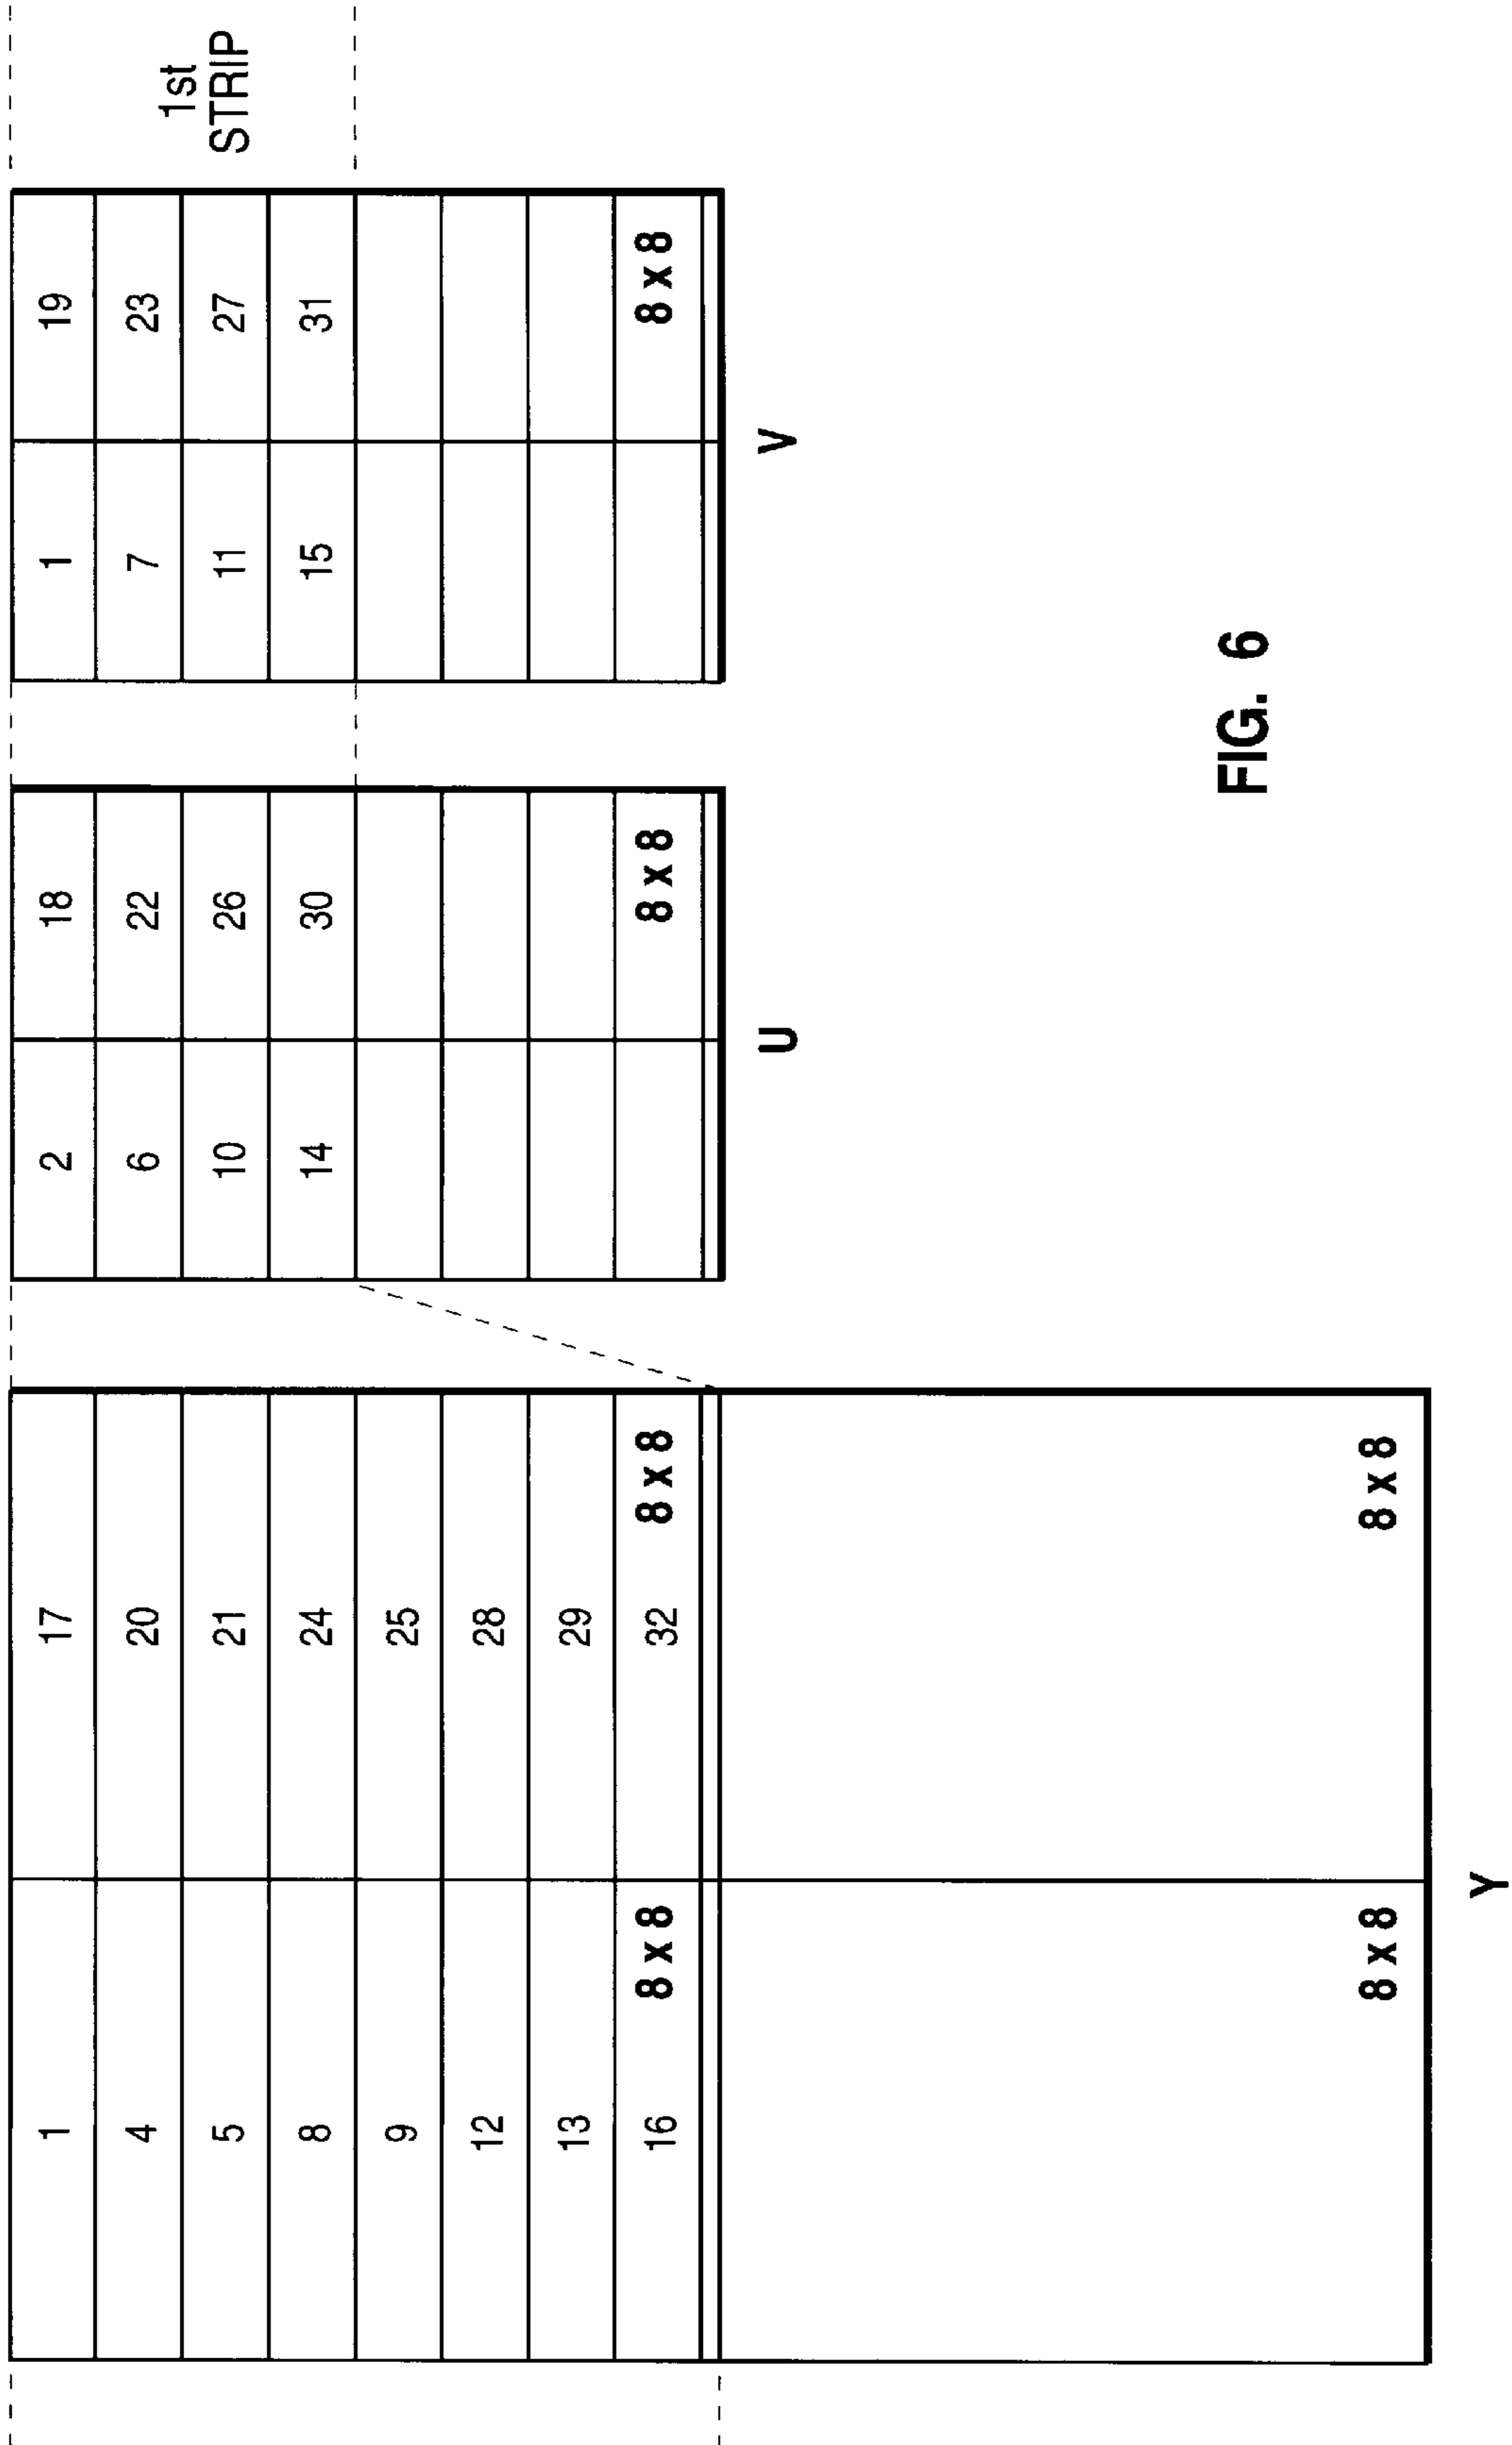 1 17 2 18 1 19
4 20 6 22 7 23
1st
STRIP
5 21 10 26 11 27
8 24 14 30 15 31
9 25
12 28
13 29
16 8 x 8 32 8 x 8 8 x 8 8 x 8
U V
FIG. 6
8 x 8 8 x 8
Y